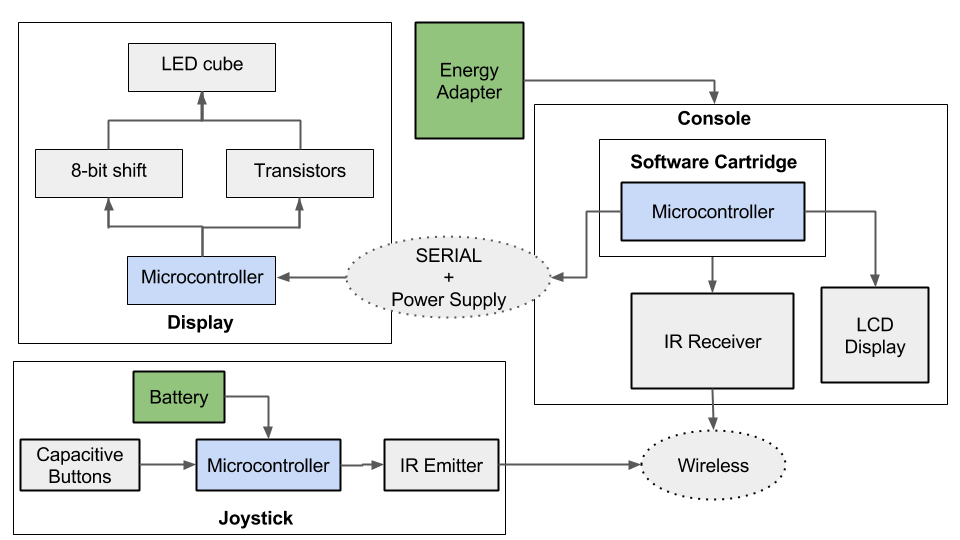 LED cube
8-bit shift
Transistors
Microcontroller
Display
Energy
Adapter
Console
Software Cartridge
Microcontroller
SERIAL
+
Power Supply
IR Receiver
LCD
Display
Battery
Capacitive
Buttons
Microcontroller
IR Emitter
Joystick
Wireless